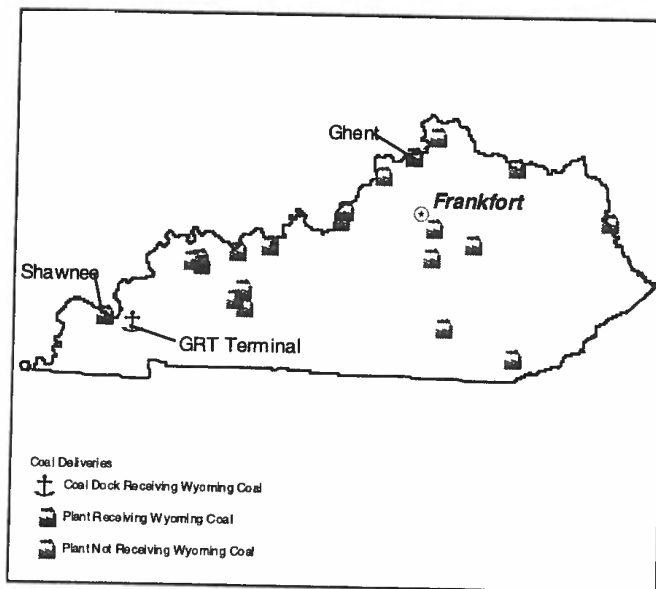 Ghent
Frankfort
Shawnee
GRT Terminal
Coal Deliveries
Coal Dock Receiving Wyoming Coal
Plant Receiving Wyoming Coal
Plant Not Receiving Wyoming Coal